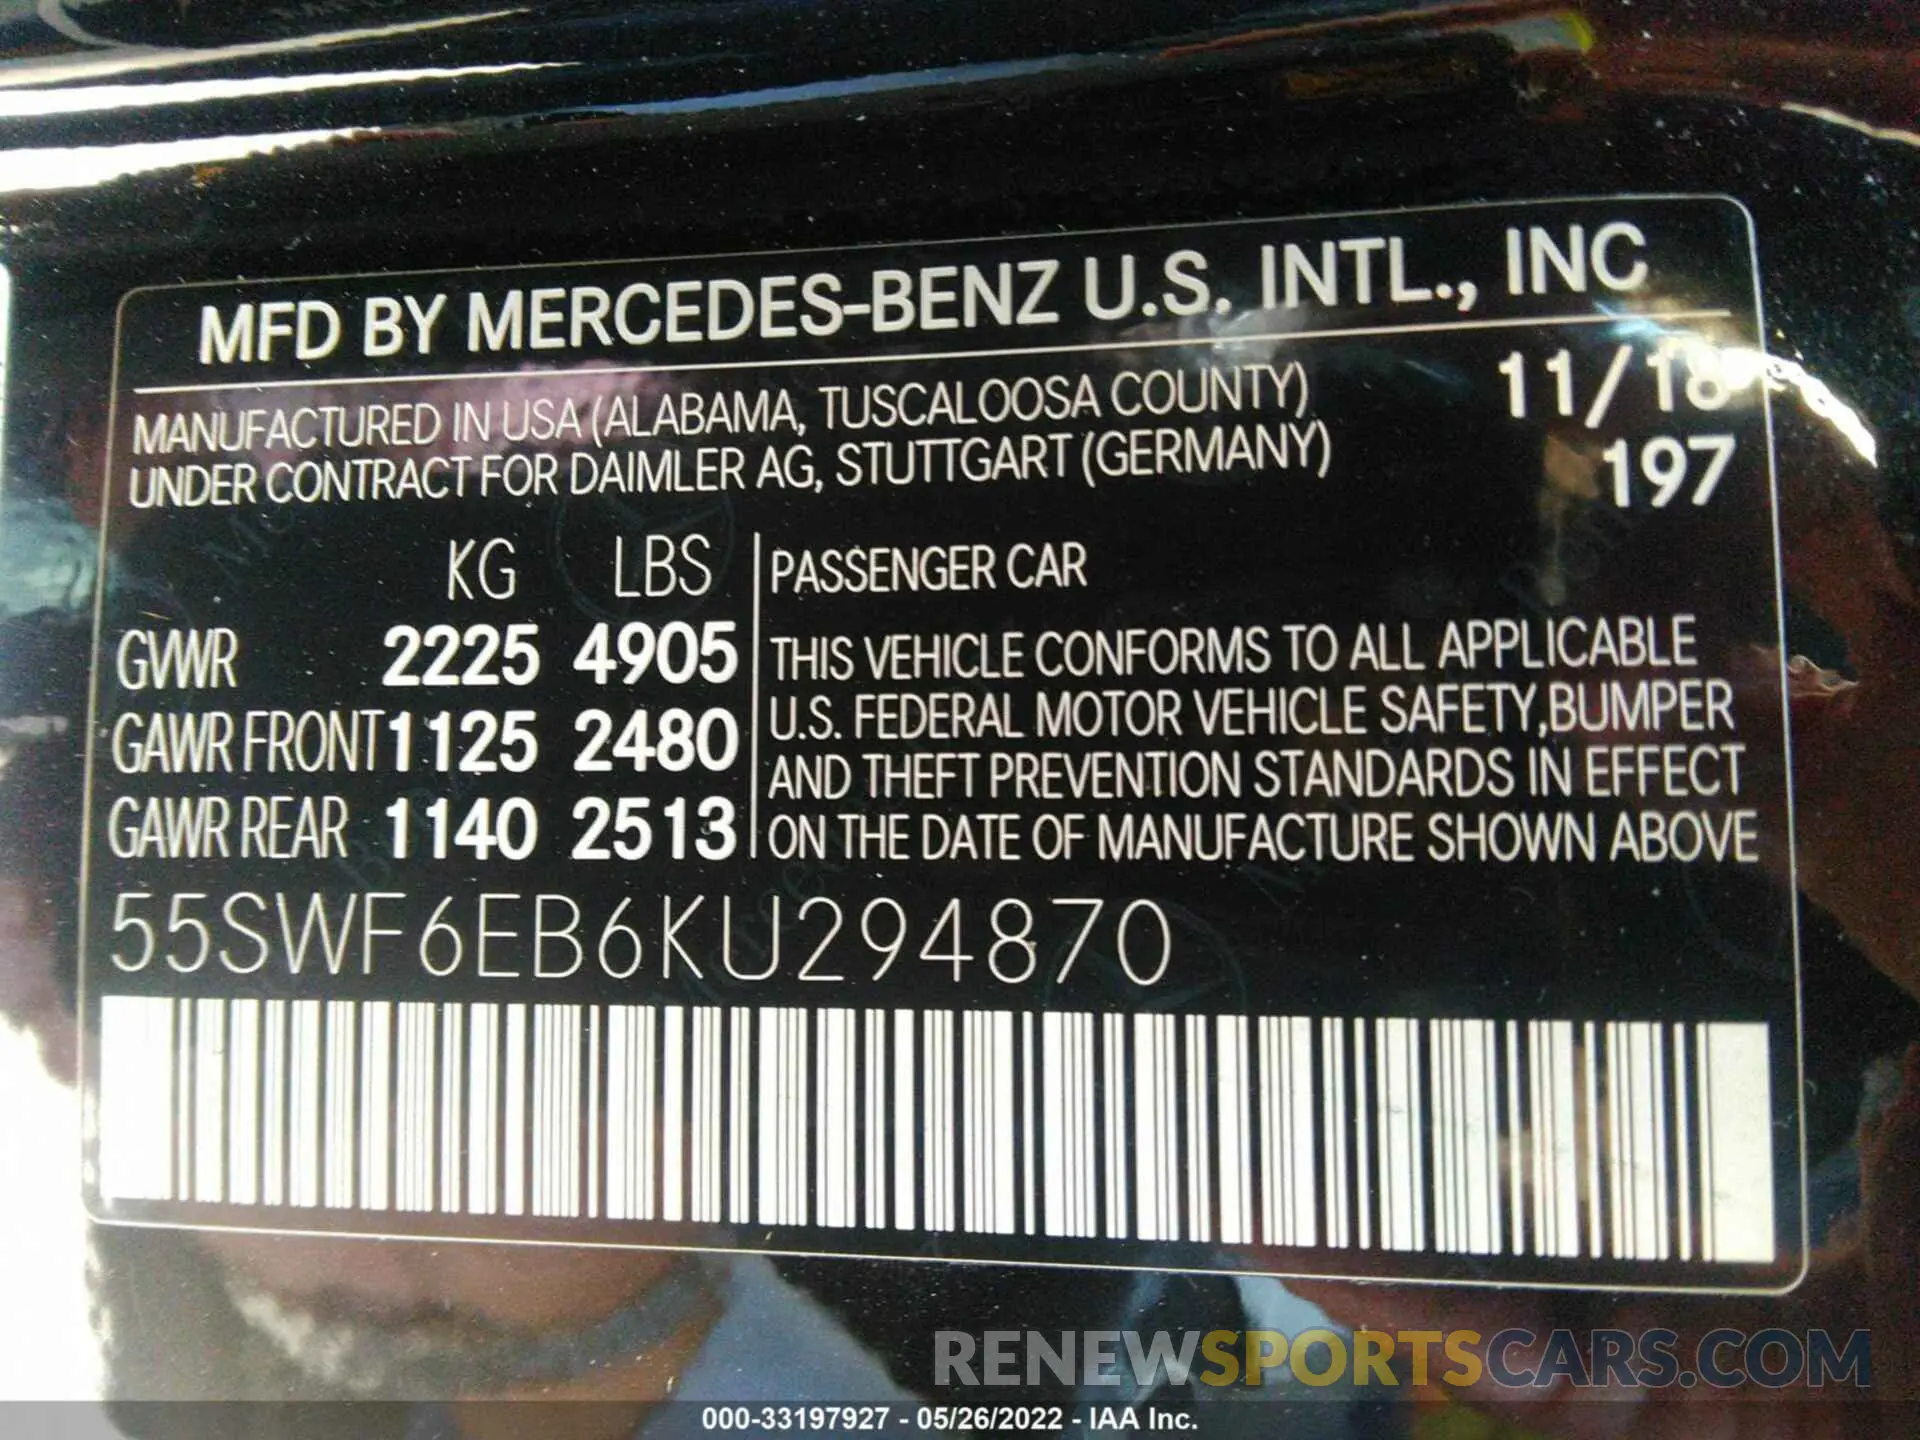 MFD BY MERCEDES-BENZ U.S. INTL., INC
MANUFACTURED IN USA (ALABAMA, TUSCALOOSA COUNTY) 11/18
UNDER CONTRACT FOR DAIMLER AG, STUTTGART (GERMANY) 197
KG LBS PASSENGER CAR
GVWR 2225 4905 THIS VEHICLE CONFORMS TO ALL APPLICABLE
U.S. FEDERAL MOTOR VEHICLE SAFETY,BUMPER
GAWR FRONT 1125 2480 AND THEFT PREVENTION STANDARDS IN EFFECT
GAWR REAR 1140 2513 ON THE DATE OF MANUFACTURE SHOWN ABOVE
55SWF6EB6KU294870
RENEWSPORTSCARS.COM
000-33197927 - 05/26/2022 - IAA Inc.